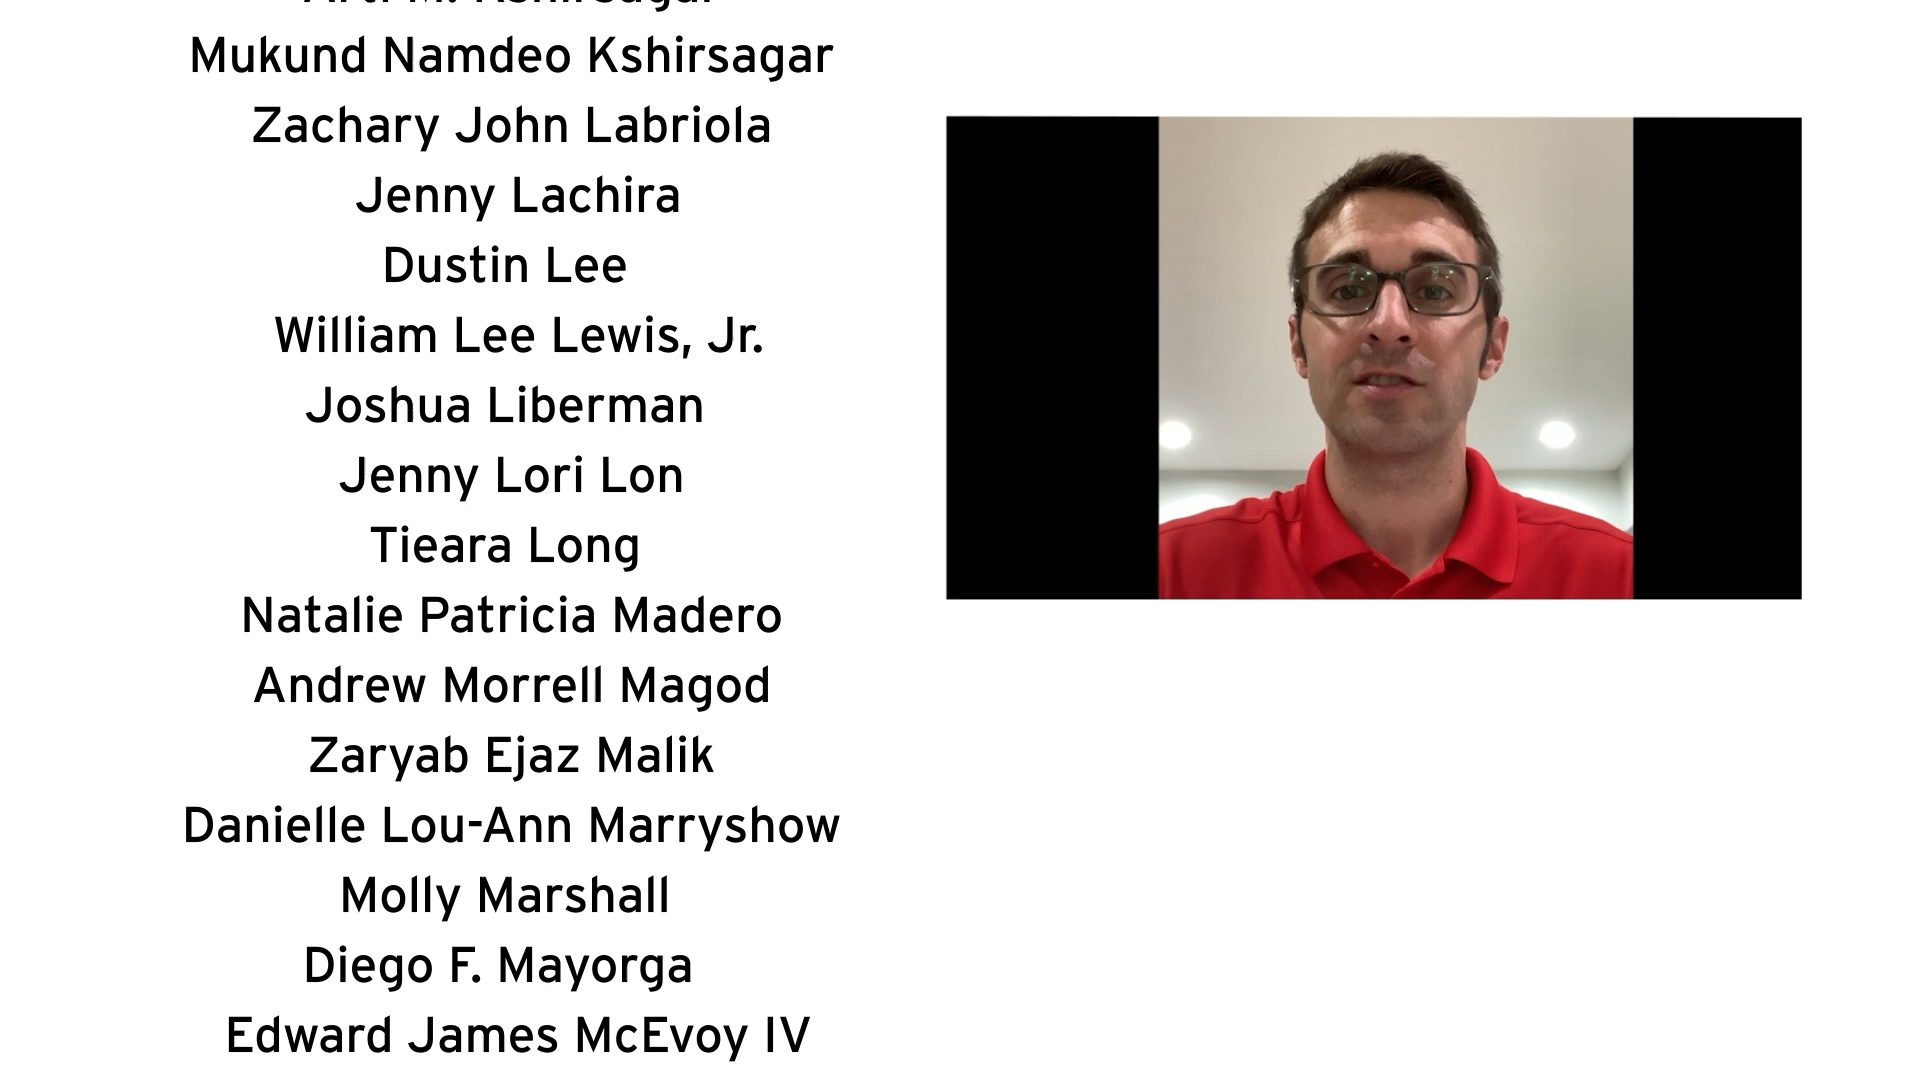 Mukund Namdeo Kshirsagar
Zachary John Labriola
Jenny Lachira
Dustin Lee
William Lee Lewis, Jr.
Joshua Liberman
Jenny Lori Lon
Tieara Long
Natalie Patricia Madero
Andrew Morrell Magod
Zaryab Ejaz Malik
Danielle Lou-Ann Marryshow
Molly Marshall
Diego F. Mayorga
Edward James McEvoy IV